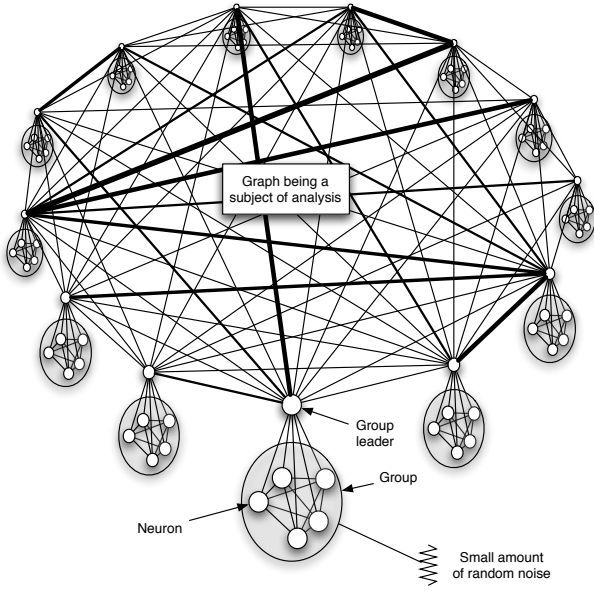 Graph being a
subject of analysis
Group
leader
Group
Neuron
Small amount
of random noise